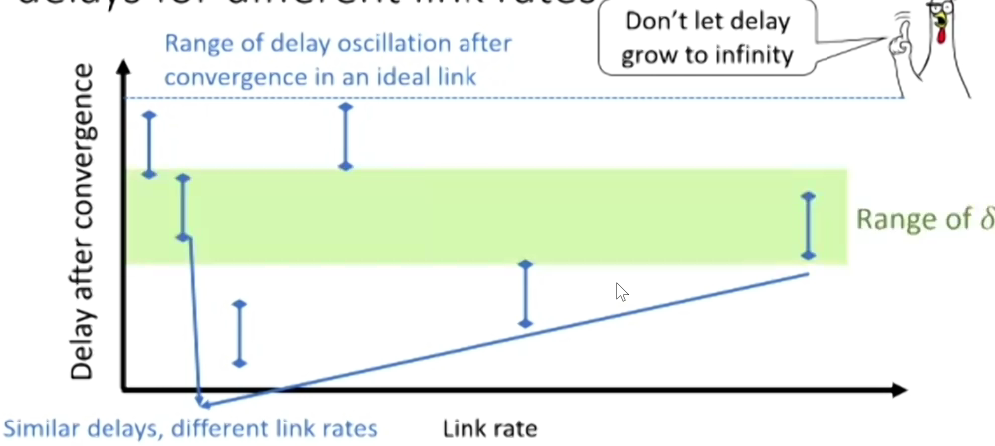 delays for different link rates
Don't let delay
grow to infinity
Range of delay oscillation after
convergence in an ideal link
Delay after convergence
Range of δ
Similar delays, different link rates
Link rate